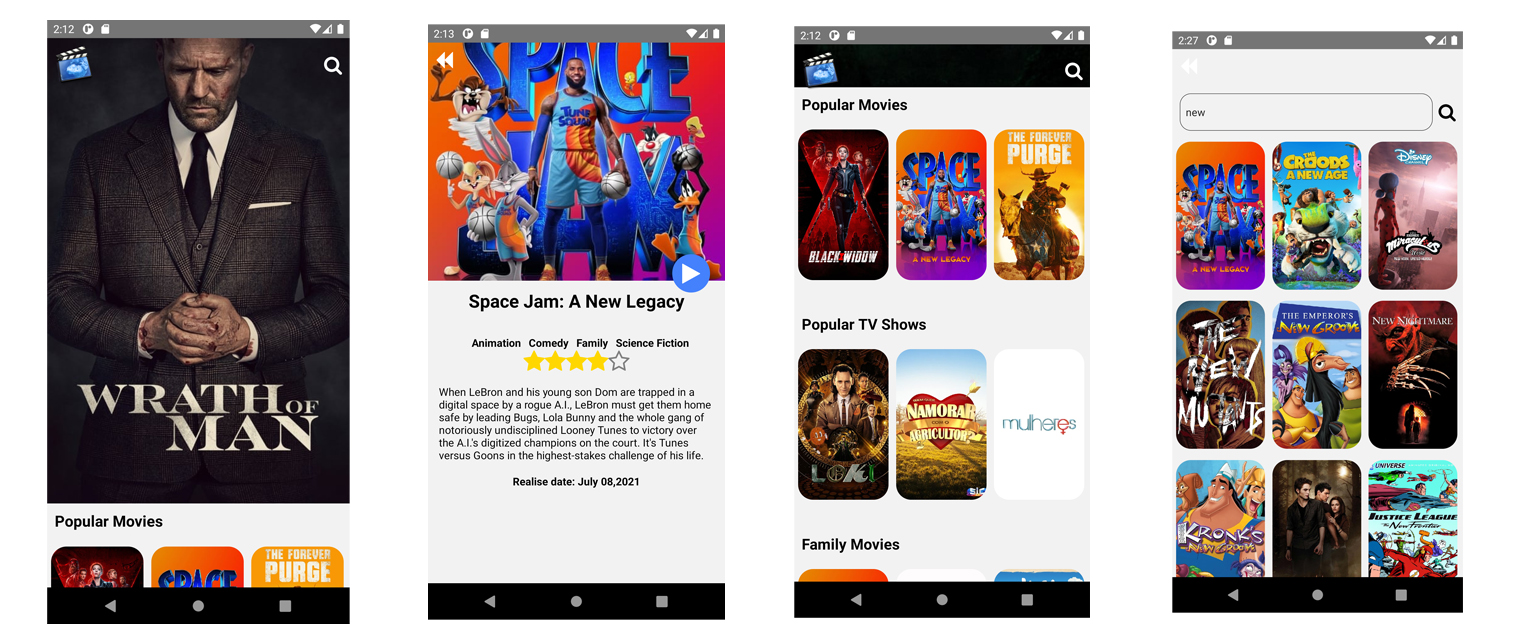 2:12
WRATH OF
MAN
Popular Movies
THE FOREVER
PURGE
SPACE
2:13
SPACE
JAM
TUNE
SQUAD
Space Jam: A New Legacy
Animation Comedy Family Science Fiction
When LeBron and his young son Dom are trapped in a
digital space by a rogue A.I., LeBron must get them home
safe by leading Bugs, Lola Bunny and the whole gang of
notoriously undisciplined Looney Tunes to victory over
the A.I.'s digitized champions on the court. It's Tunes
versus Goons in the highest-stakes challenge of his life.
Realise date: July 08,2021
2:12
Popular Movies
BLACK WIDOW
SPACE
JAM
A NEW LEGACY
THE FOREVER
PURGE
Popular TV Shows
LOKI
NAMORAR
COM O
AGRICULTOR?
SIC
mulheres
Family Movies
2:27
new
SPACE
JAM
A NEW LEGACY
THE
CROODS
A NEW AGE
Disney
CHANNEL
Miraculous
THE
NEW
MUTANTS
THE EMPEROR'S
NEW GROOVE
NEW NIGHTMARE
KRONK'S
NEW GROOVE
UNIVERSE
JUSTICE LEAGUE
The New Frontier